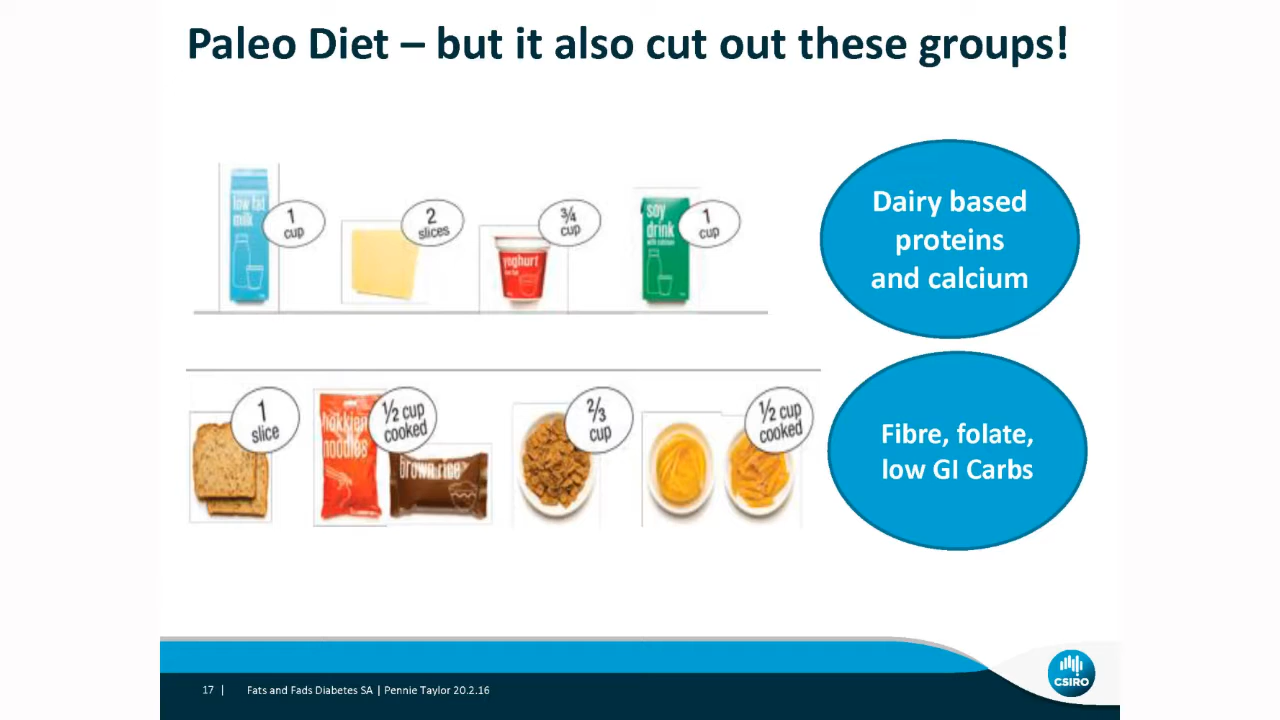 Paleo Diet – but it also cut out these groups!
low fat
milk
1
cup
2
slices
yoghurt
3/4
cup
soy
drink
with calcium
1
cup
Dairy based
proteins
and calcium
1
slice
hokkien
noodles
½ cup
cooked
brown rice
⅔
cup
½ cup
cooked
Fibre, folate,
low GI Carbs
17 |
Fats and Fads Diabetes SA | Pennie Taylor 20.2.16
CSIRO